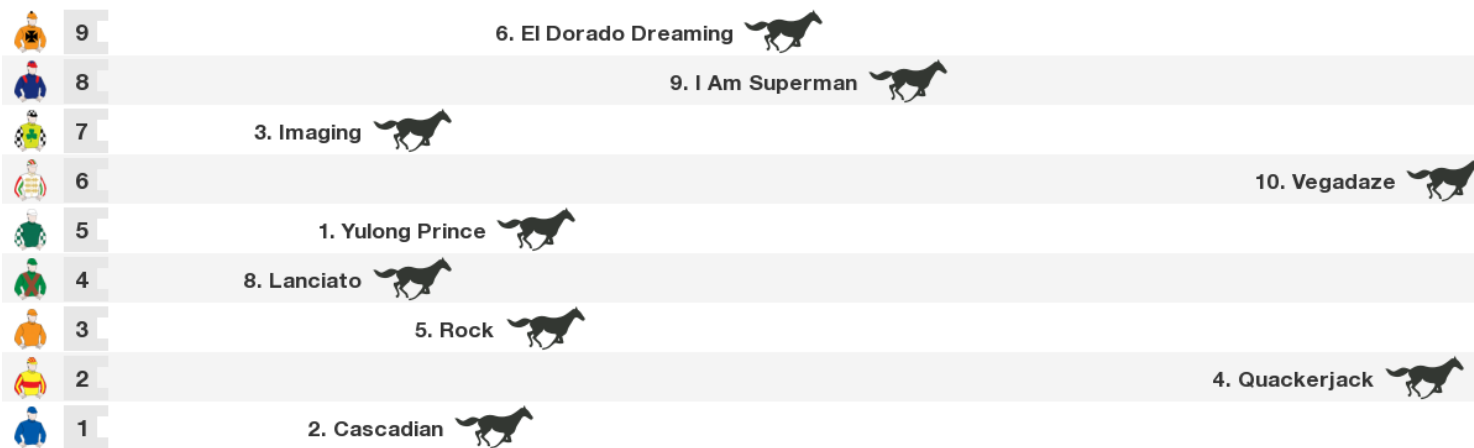 9 6. El Dorado Dreaming
8 9. I Am Superman
7 3. Imaging
6 10. Vegadaze
5 1. Yulong Prince
4 8. Lanciato
3 5. Rock
2 4. Quackerjack
1 2. Cascadian